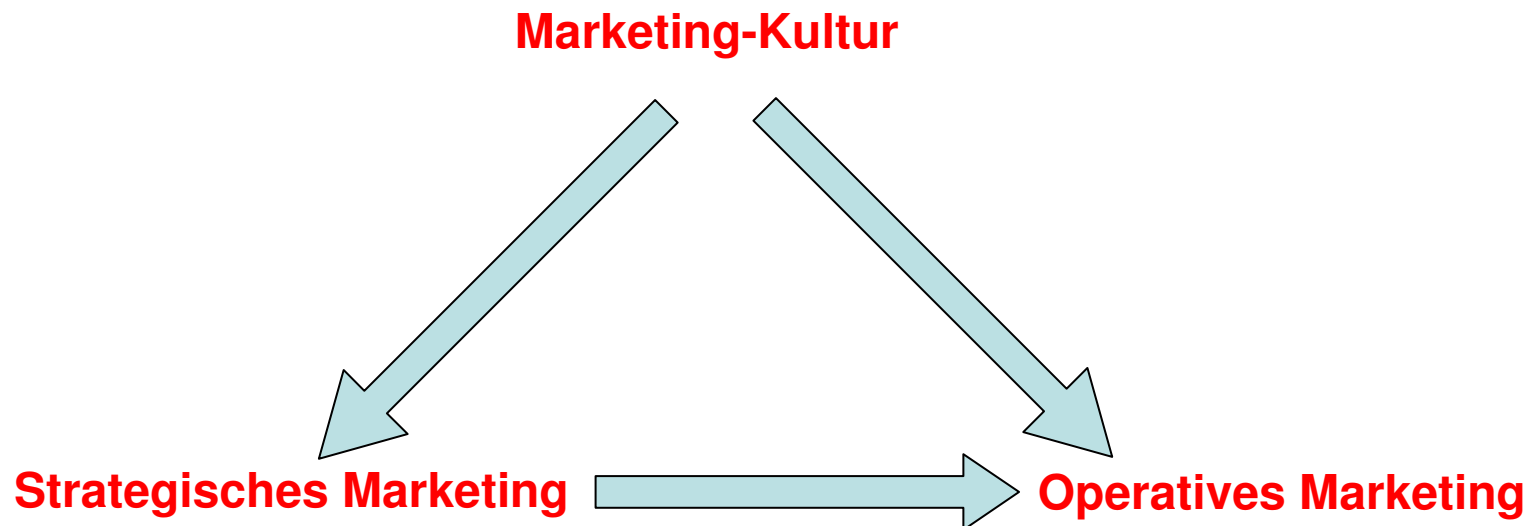 Marketing-Kultur
Strategisches Marketing
Operatives Marketing